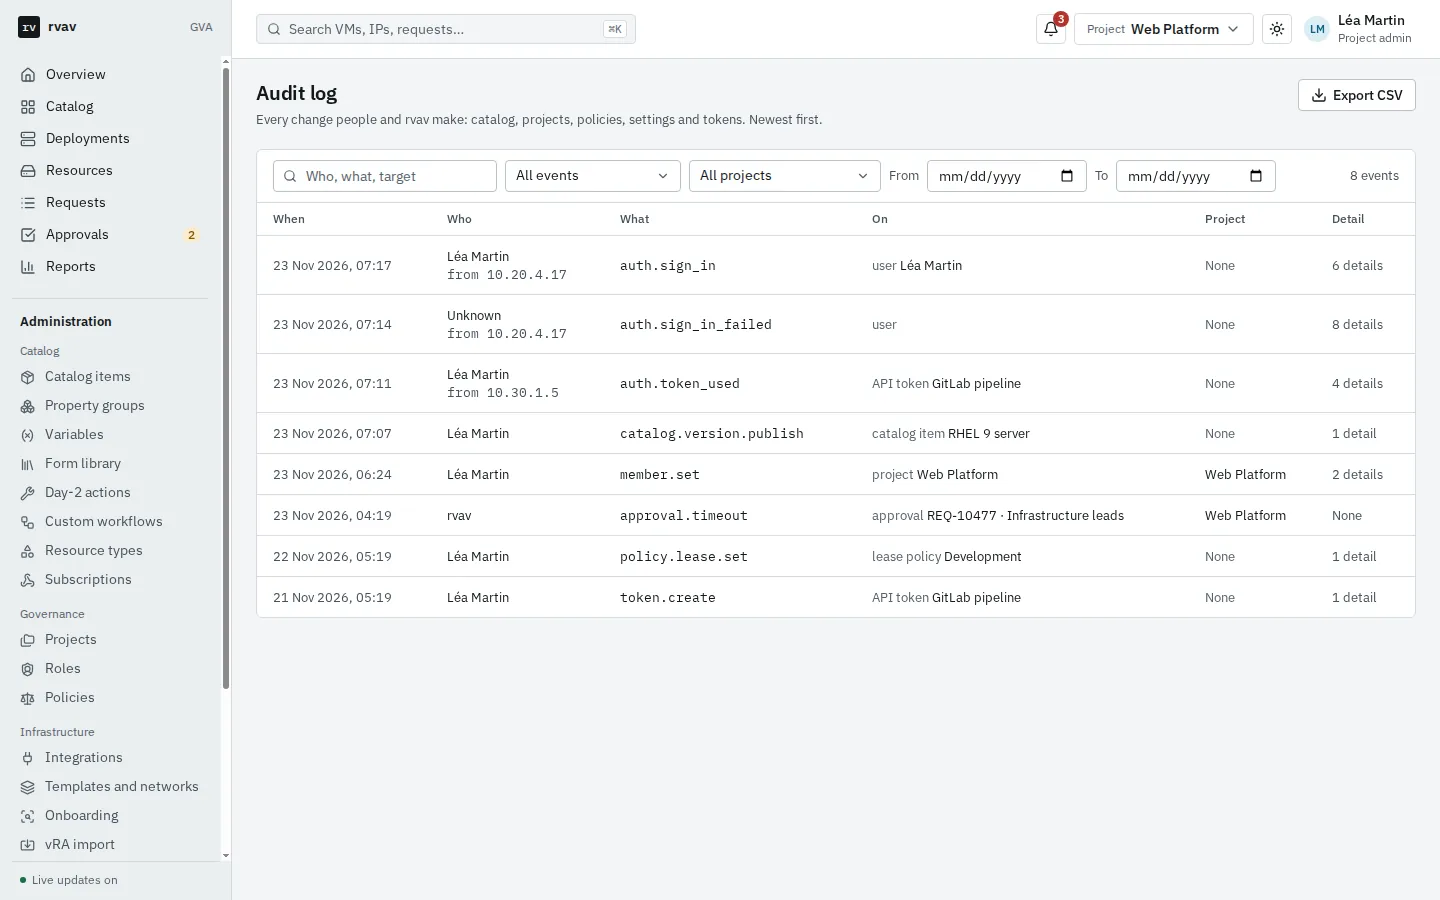 rv rvav GVA
Overview
Catalog
Deployments
Resources
Requests
Approvals 2
Reports
Administration
Catalog
Catalog items
Property groups
Variables
Form library
Day-2 actions
Custom workflows
Resource types
Subscriptions
Governance
Projects
Roles
Policies
Infrastructure
Integrations
Templates and networks
Onboarding
vRA import
Live updates on
Search VMs, IPs, requests... ⌘K
3
Project Web Platform
LM
Léa Martin
Project admin
Audit log
Every change people and rvav make: catalog, projects, policies, settings and tokens. Newest first.
Export CSV
Who, what, target All events All projects From mm/dd/yyyy To mm/dd/yyyy 8 events
When Who What On Project Detail
23 Nov 2026, 07:17 Léa Martin from 10.20.4.17 auth.sign_in user Léa Martin None 6 details
23 Nov 2026, 07:14 Unknown from 10.20.4.17 auth.sign_in_failed user None 8 details
23 Nov 2026, 07:11 Léa Martin from 10.30.1.5 auth.token_used API token GitLab pipeline None 4 details
23 Nov 2026, 07:07 Léa Martin catalog.version.publish catalog item RHEL 9 server None 1 detail
23 Nov 2026, 06:24 Léa Martin member.set project Web Platform Web Platform 2 details
23 Nov 2026, 04:19 rvav approval.timeout approval REQ-10477 · Infrastructure leads Web Platform None
22 Nov 2026, 05:19 Léa Martin policy.lease.set lease policy Development None 1 detail
21 Nov 2026, 05:19 Léa Martin token.create API token GitLab pipeline None 1 detail